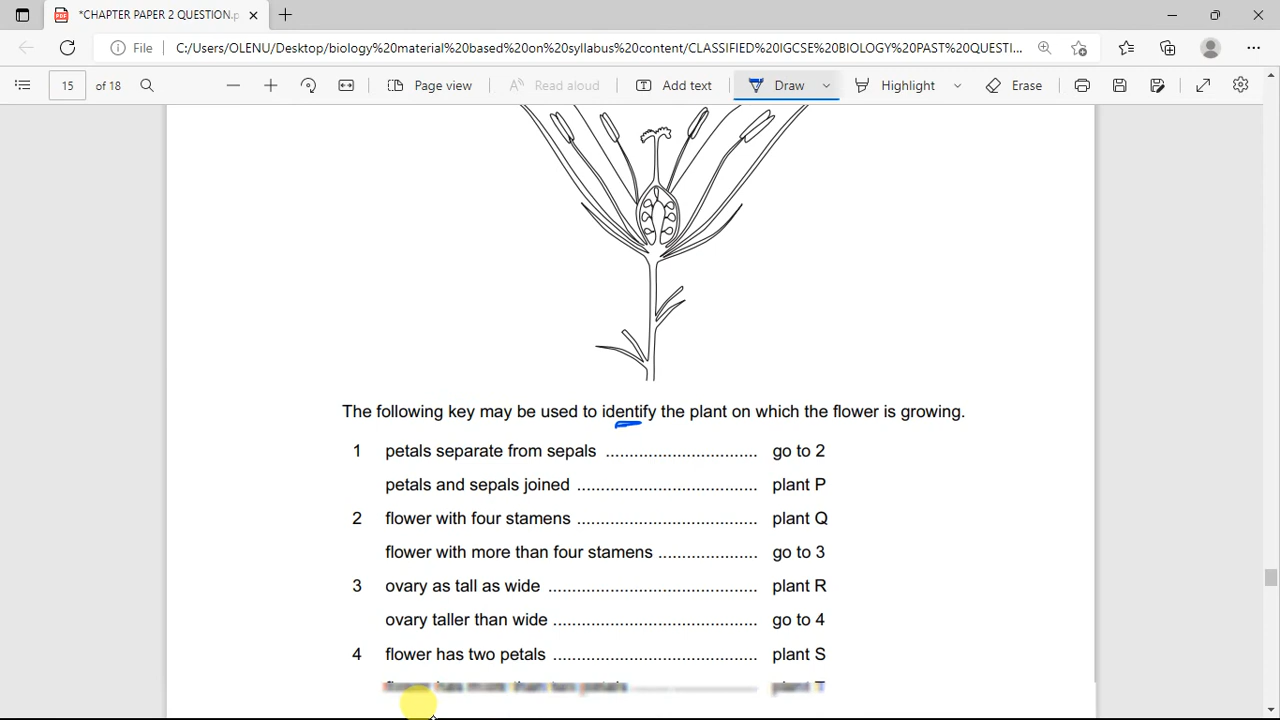 *CHAPTER PAPER 2 QUESTION.p
File C:/Users/OLENU/Desktop/biology%20material%20based%20on%20syllabus%20content/CLASSIFIED%20IGCSE%20BIOLOGY%20PAST%20QUESTI...
15 of 18 Page view Read aloud Add text Draw Highlight Erase
The following key may be used to identify the plant on which the flower is growing.
1 petals separate from sepals .................................. go to 2
petals and sepals joined ........................................ plant P
2 flower with four stamens ........................................ plant Q
flower with more than four stamens ...................... go to 3
3 ovary as tall as wide .............................................. plant R
ovary taller than wide ............................................. go to 4
4 flower has two petals ............................................. plant S